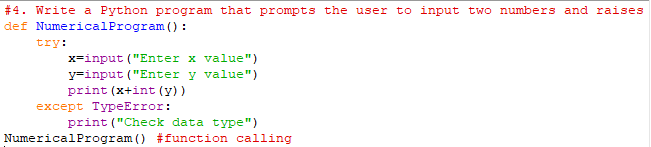 #4. Write a Python program that prompts the user to input two numbers and raises
def NumericalProgram():
    try:
        x=input("Enter x value")
        y=input("Enter y value")
        print(x+int(y))
    except TypeError:
        print("Check data type")
NumericalProgram() #function calling